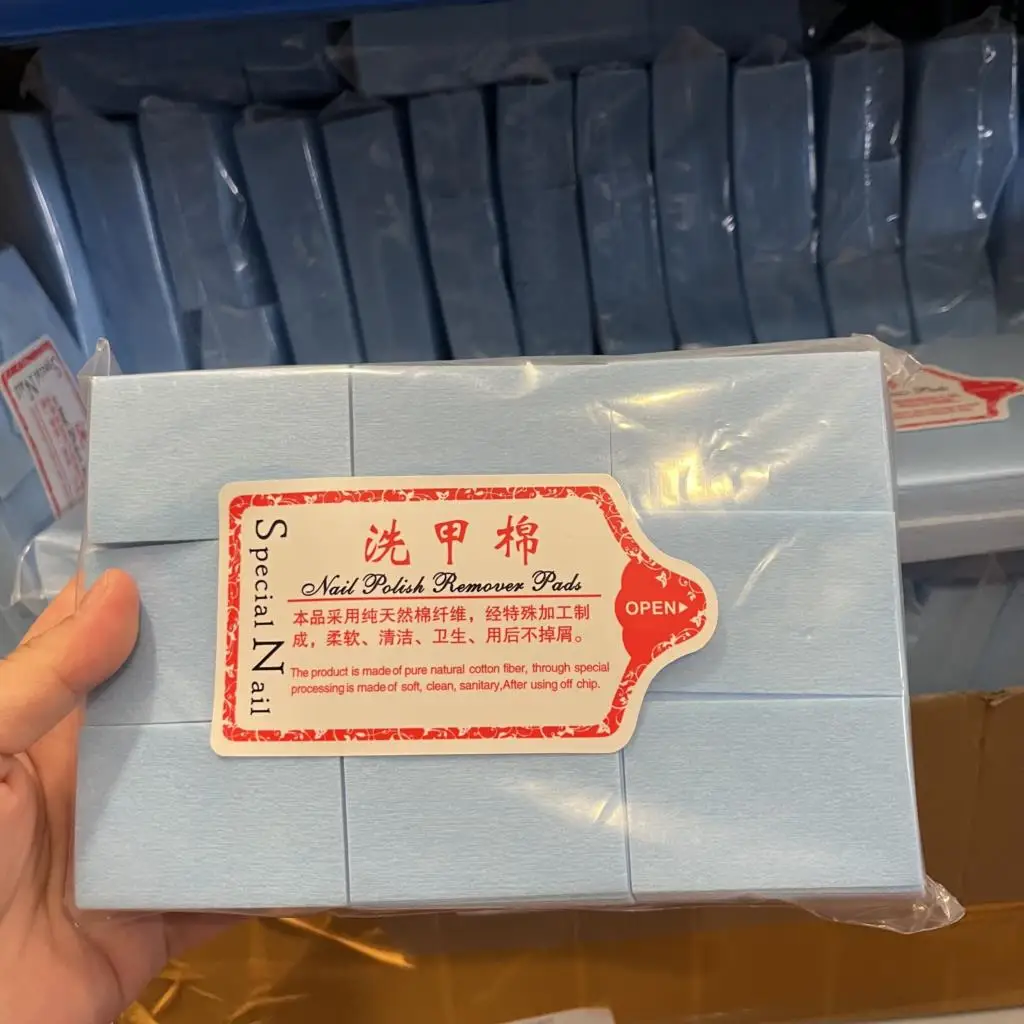 Special Nail
洗甲棉
Nail Polish Remover Pads
本品采用纯天然棉纤维，经特殊加工制
成，柔软、清洁、卫生、用后不掉屑。
The product is made of pure natural cotton fiber, through special
processing is made of soft, clean, sanitary,After using off chip.
OPEN